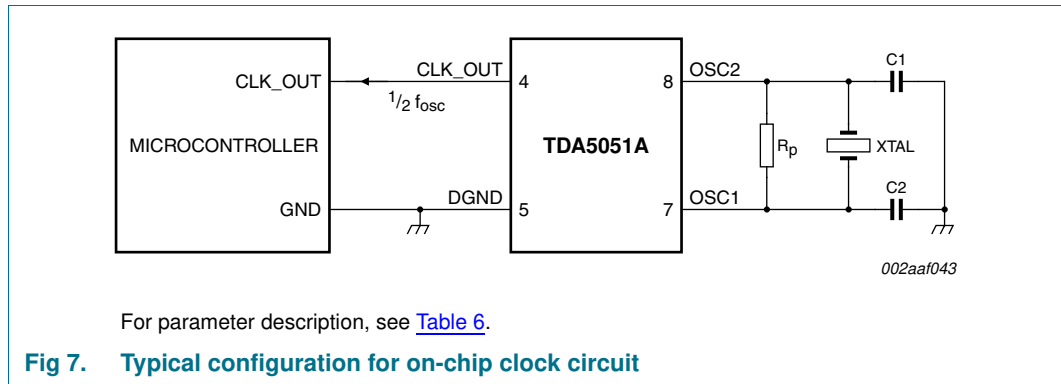 CLK_OUT
MICROCONTROLLER
GND
CLK_OUT
1/2 fosc
DGND
4
5
TDA5051A
8
7
OSC2
OSC1
Rp
XTAL
C1
C2
002aaf043
For parameter description, see Table 6.
Fig 7. Typical configuration for on-chip clock circuit